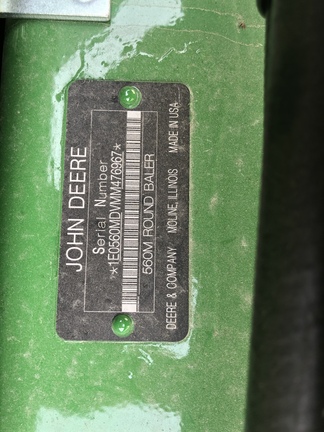 JOHN DEERE
Serial Number
*1E0560MDVMM476967*
560M ROUND BALER
DEERE & COMPANY MOLINE, ILLINOIS MADE IN USA